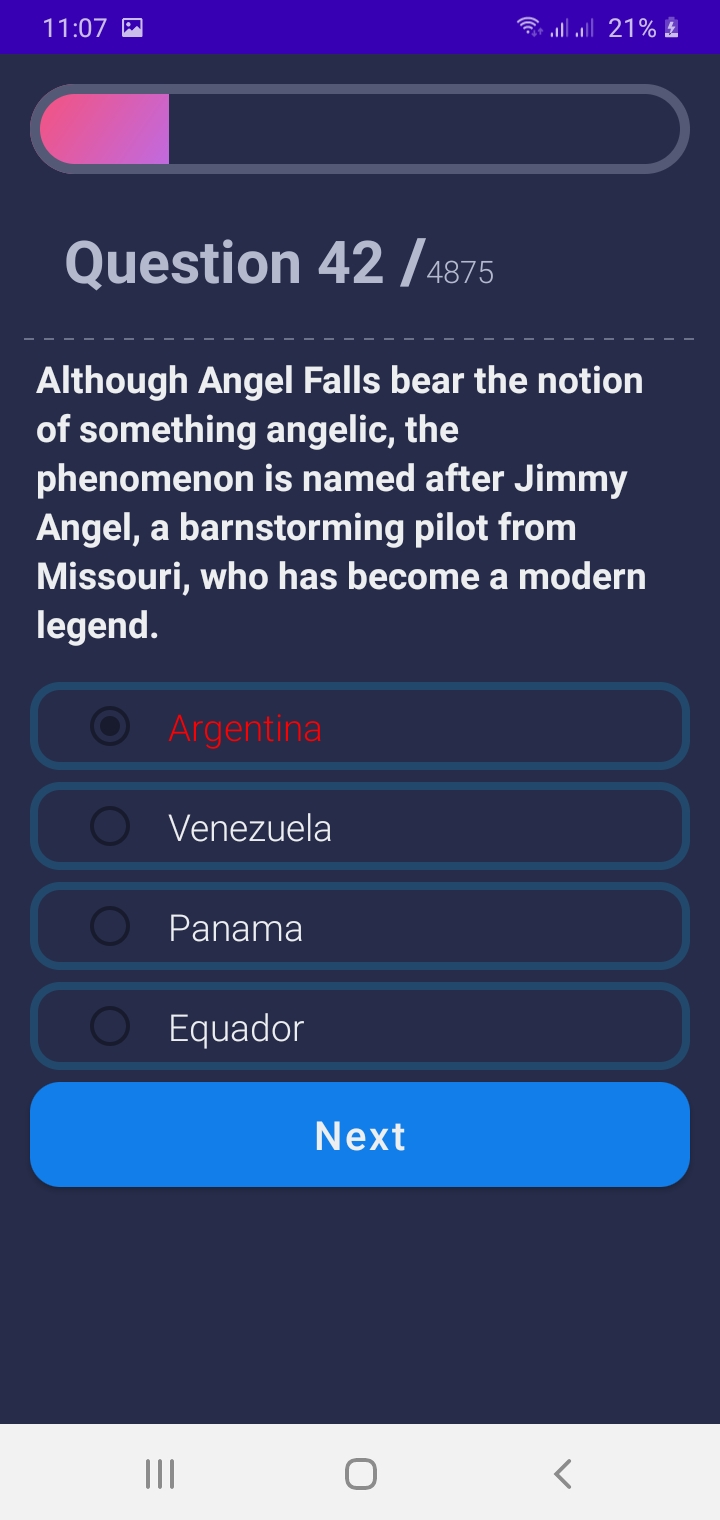 11:07 21%
Question 42 /4875
Although Angel Falls bear the notion
of something angelic, the
phenomenon is named after Jimmy
Angel, a barnstorming pilot from
Missouri, who has become a modern
legend.
Argentina
Venezuela
Panama
Equador
Next